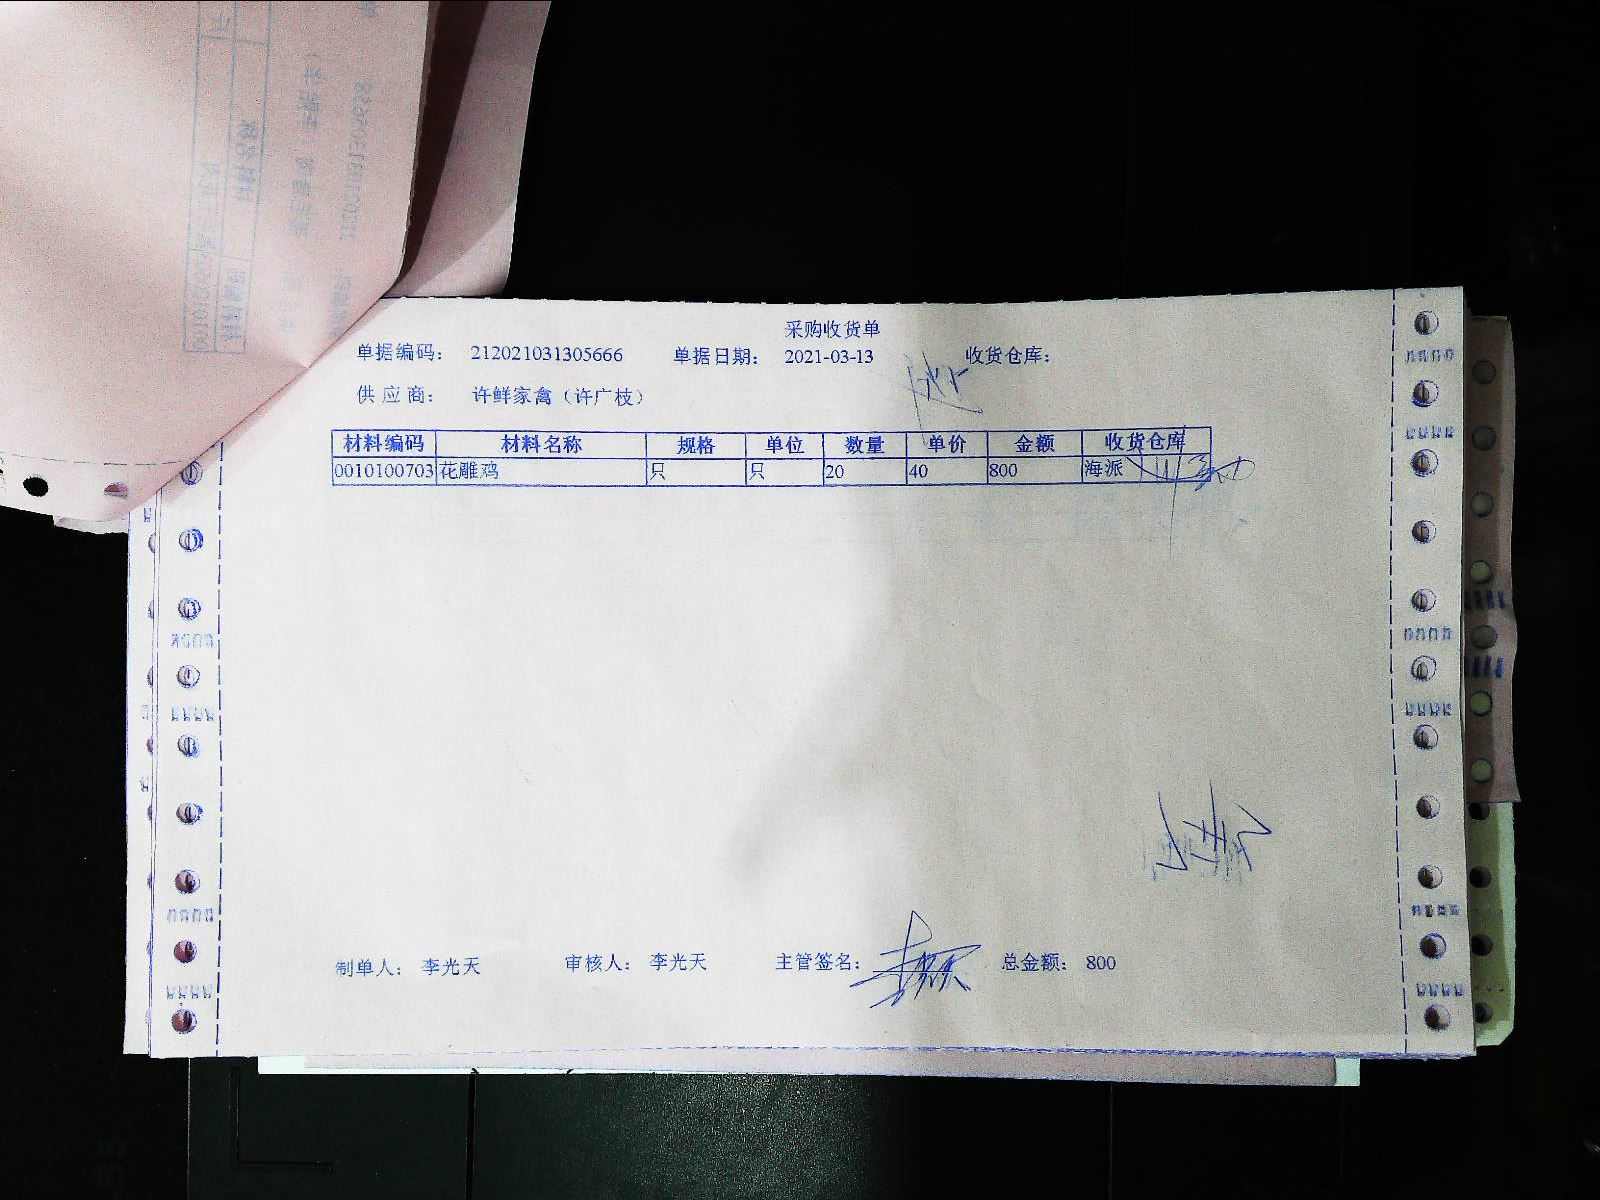 采购收货单
单据编码： 212021031305666 单据日期： 2021-03-13 收货仓库：
供应商： 许鲜家禽（许广枝）
材料编码 材料名称 规格 单位 数量 单价 金额 收货仓库
0010100703 花雕鸡 只 只 20 40 800 海派
制单人： 李光天 审核人： 李光天 主管签名： 总金额： 800